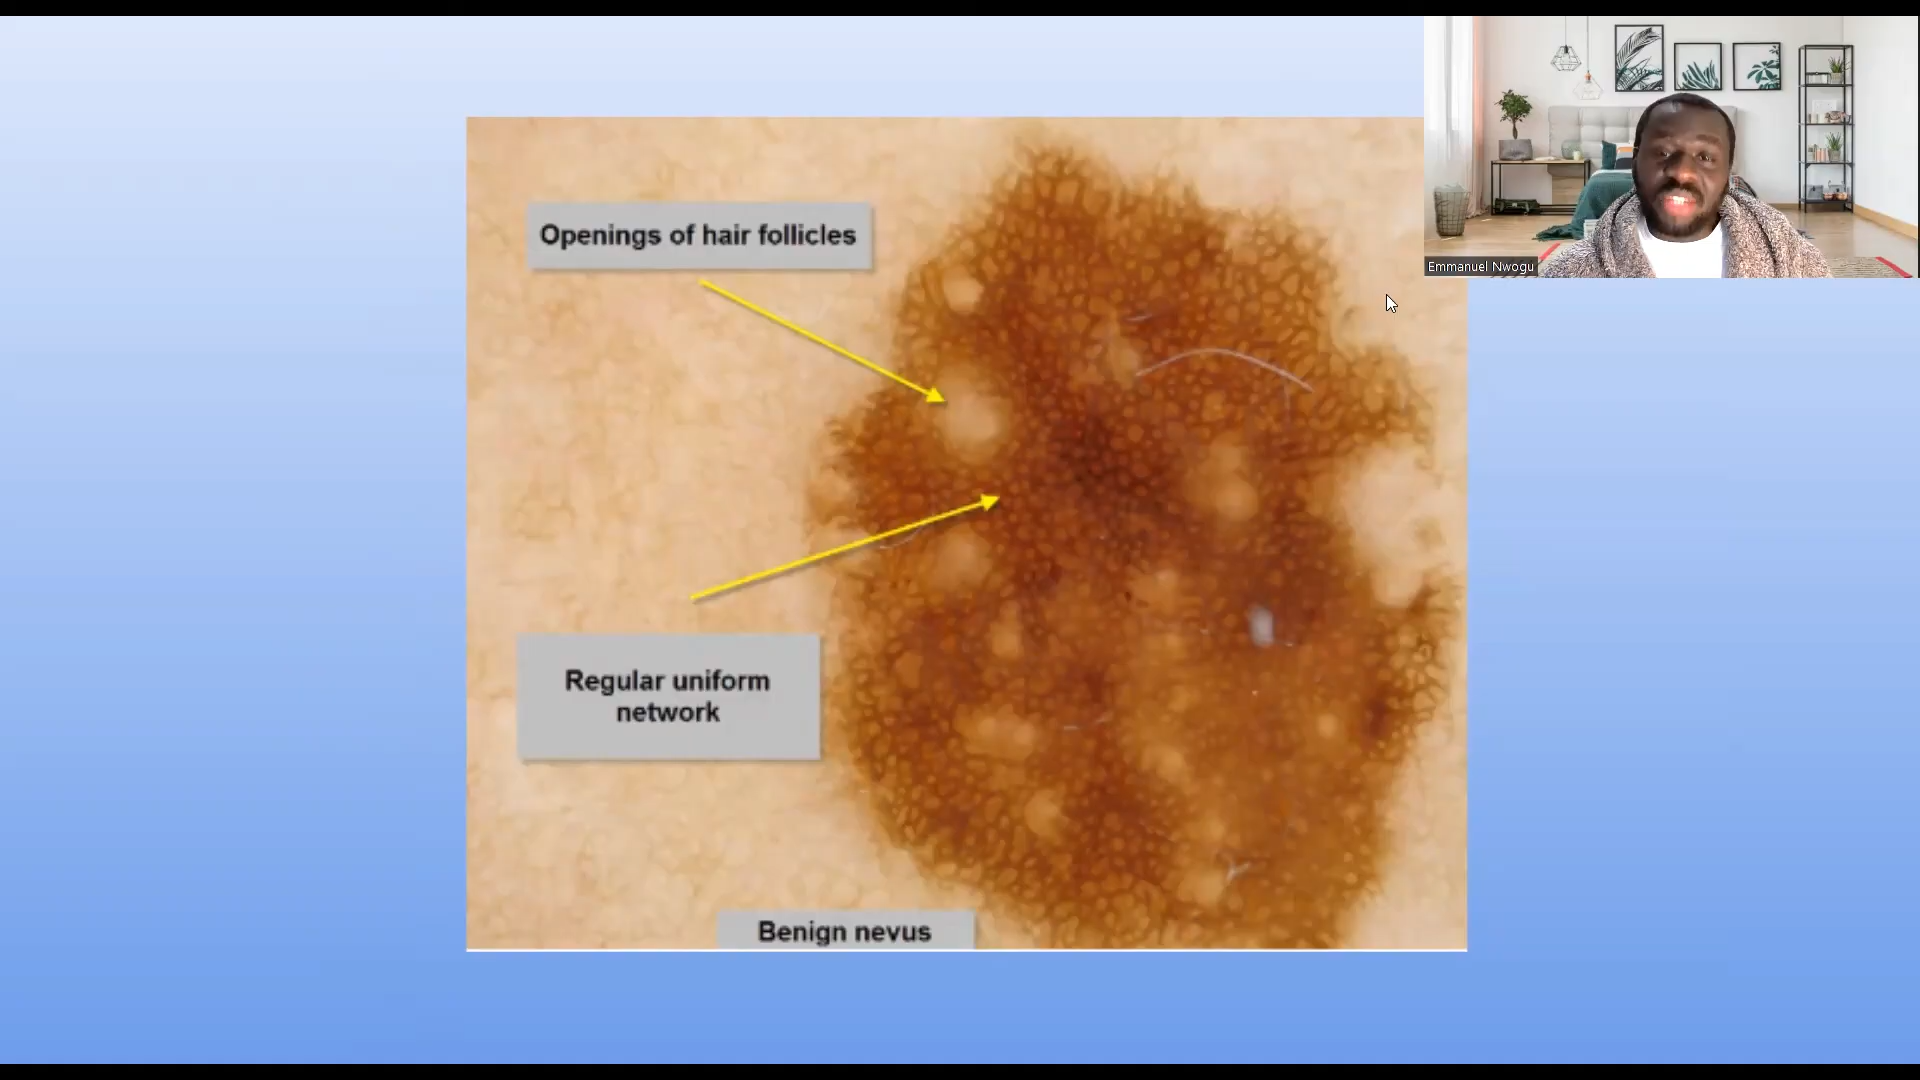 Openings of hair follicles
Regular uniform
network
Benign nevus
Emmanuel Nwogu